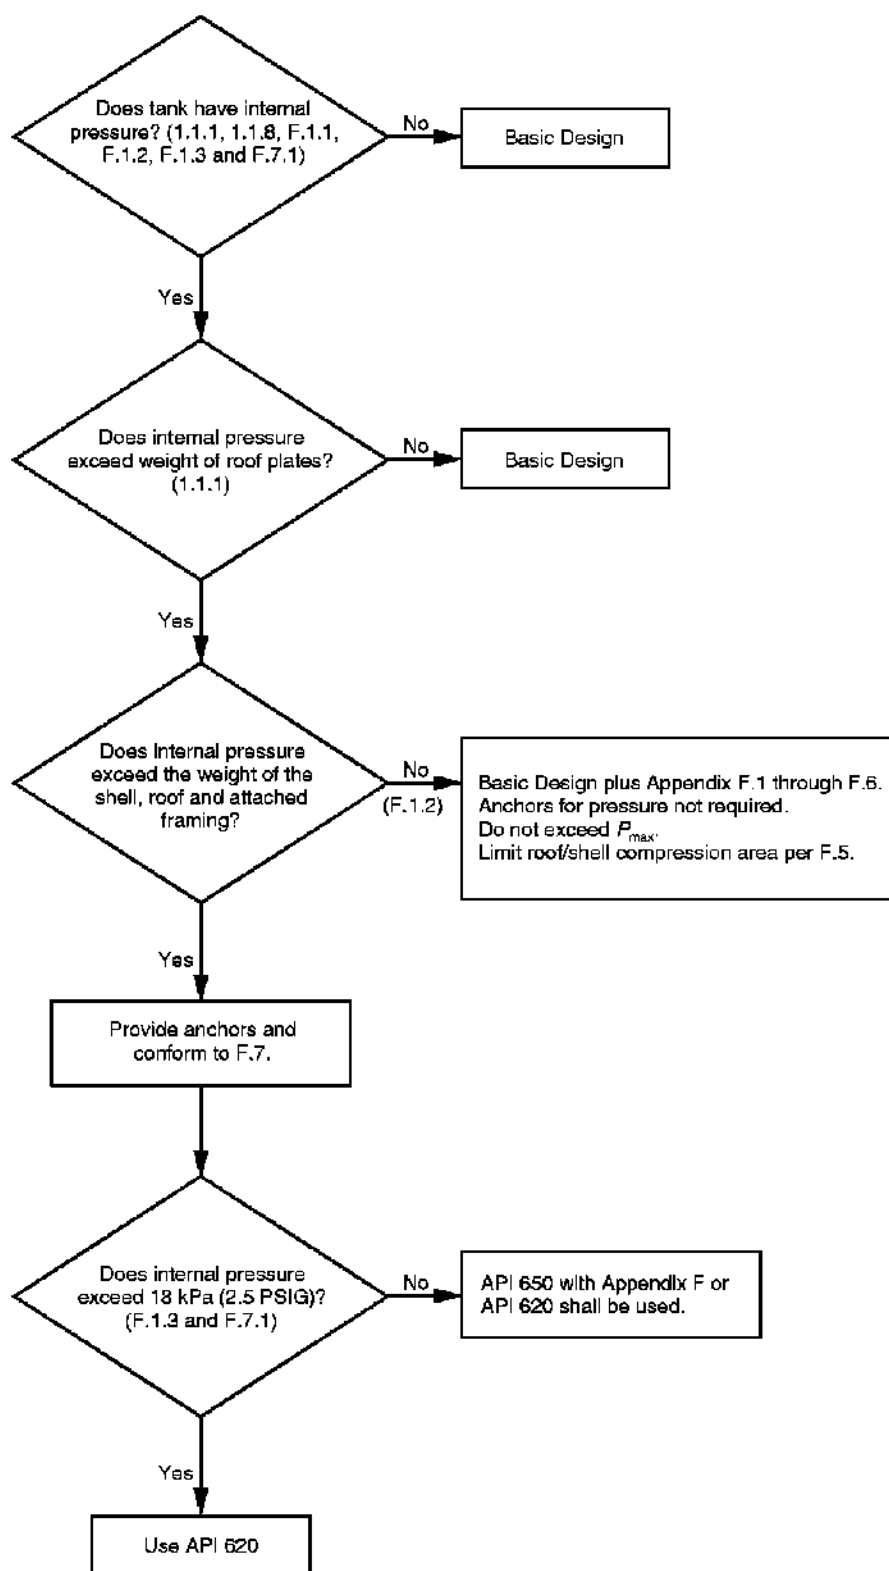 Does tank have internal
pressure? (1.1.1, 1.1.8, F.1.1,
F.1.2, F.1.3 and F.7.1)
No
Basic Design
Yes
Does internal pressure
exceed weight of roof plates?
(1.1.1)
No
Basic Design
Yes
Does internal pressure
exceed the weight of the
shell, roof and attached
framing?
No
(F.1.2)
Basic Design plus Appendix F.1 through F.6.
Anchors for pressure not required.
Do not exceed Pmax.
Limit roof/shell compression area per F.5.
Yes
Provide anchors and
conform to F.7.
Does internal pressure
exceed 18 kPa (2.5 PSIG)?
(F.1.3 and F.7.1)
No
API 650 with Appendix F or
API 620 shall be used.
Yes
Use API 620